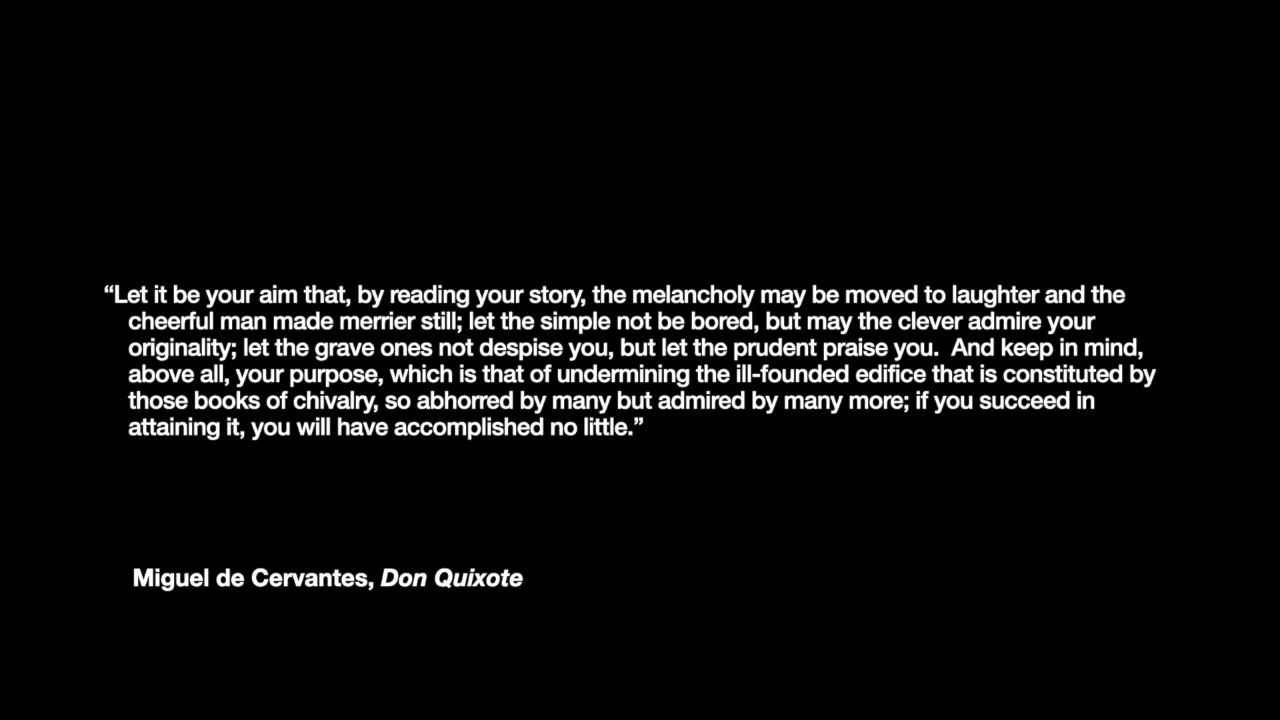 “Let it be your aim that, by reading your story, the melancholy may be moved to laughter and the
cheerful man made merrier still; let the simple not be bored, but may the clever admire your
originality; let the grave ones not despise you, but let the prudent praise you.  And keep in mind,
above all, your purpose, which is that of undermining the ill-founded edifice that is constituted by
those books of chivalry, so abhorred by many but admired by many more; if you succeed in
attaining it, you will have accomplished no little.”
Miguel de Cervantes, Don Quixote